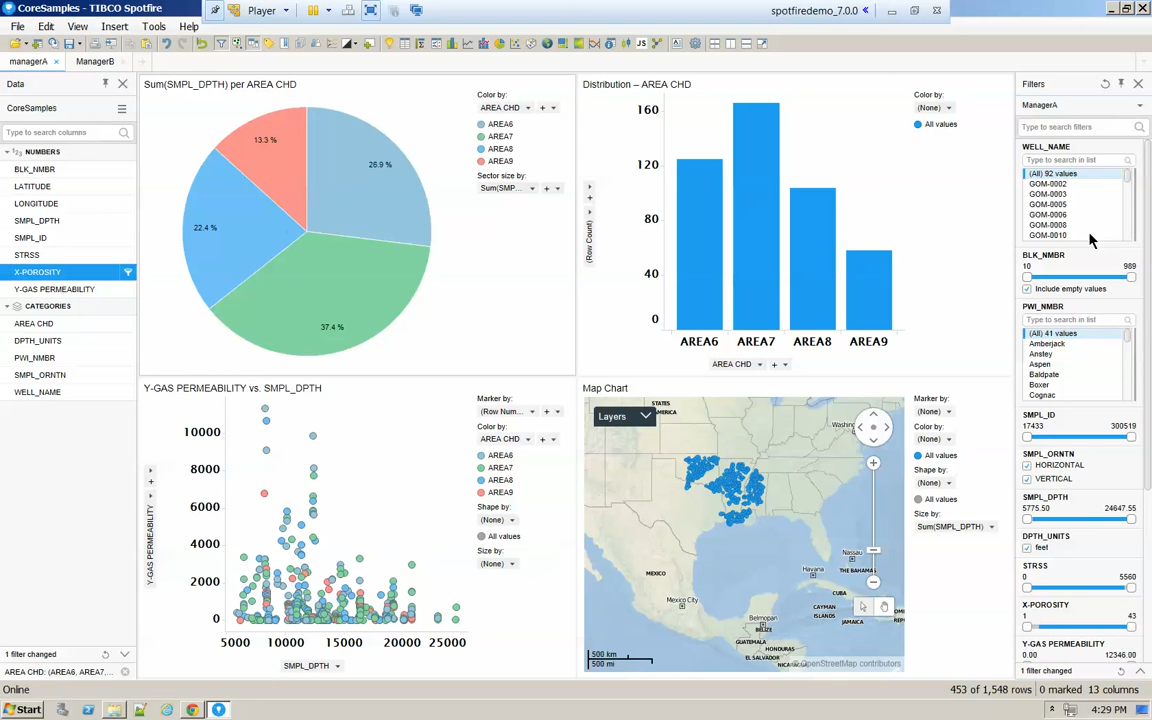 CoreSamples - TIBCO Spotfire
Player
spotfiredemo_7.0.0
File Edit View Insert Tools Help
managerA
ManagerB
Data
CoreSamples
Type to search columns
NUMBERS
BLK_NMBR
LATITUDE
LONGITUDE
SMPL_DPTH
SMPL_ID
STRSS
X-POROSITY
Y-GAS PERMEABILITY
CATEGORIES
AREA CHD
DPTH_UNITS
PWI_NMBR
SMPL_ORNTN
WELL_NAME
1 filter changed
AREA CHD: (AREA6, AREA7,...
Sum(SMPL_DPTH) per AREA CHD
13.3 %
26.9 %
22.4 %
37.4 %
Color by:
AREA CHD
AREA6
AREA7
AREA8
AREA9
Sector size by:
Sum(SMP...
Distribution – AREA CHD
160
120
80
40
0
(Row Count)
AREA6 AREA7 AREA8 AREA9
AREA CHD
Color by:
(None)
All values
Y-GAS PERMEABILITY vs. SMPL_DPTH
10000
8000
6000
4000
2000
0
Y-GAS PERMEABILITY
5000 10000 15000 20000 25000
SMPL_DPTH
Marker by:
(Row Num...
Color by:
AREA CHD
AREA6
AREA7
AREA8
AREA9
Shape by:
(None)
All values
Size by:
(None)
Map Chart
Layers
STATES
MEXICO
Mexico City
Belmopan
BELIZE
GUATEMALA
HONDURAS
EL SALVADOR
Havana
Nassau
THE BAHAMAS
CUBA
CAYMAN
ISLANDS
JAMAICA
500 km
500 mi
© OpenStreetMap contributors
Marker by:
(None)
Color by:
(None)
All values
Shape by:
(None)
All values
Size by:
Sum(SMPL_DPTH)
Filters
ManagerA
Type to search filters
WELL_NAME
Type to search in list
(All) 92 values
GOM-0002
GOM-0003
GOM-0005
GOM-0006
GOM-0008
GOM-0010
BLK_NMBR
10 989
Include empty values
PWI_NMBR
Type to search in list
(All) 41 values
Amberjack
Anstey
Aspen
Baldpate
Boxer
Cognac
SMPL_ID
17433 300519
SMPL_ORNTN
HORIZONTAL
VERTICAL
SMPL_DPTH
5775.50 24647.55
DPTH_UNITS
feet
STRSS
0 5560
X-POROSITY
1 43
Y-GAS PERMEABILITY
0.00 12346.00
1 filter changed
Online
453 of 1,548 rows 0 marked 13 columns
Start
4:29 PM